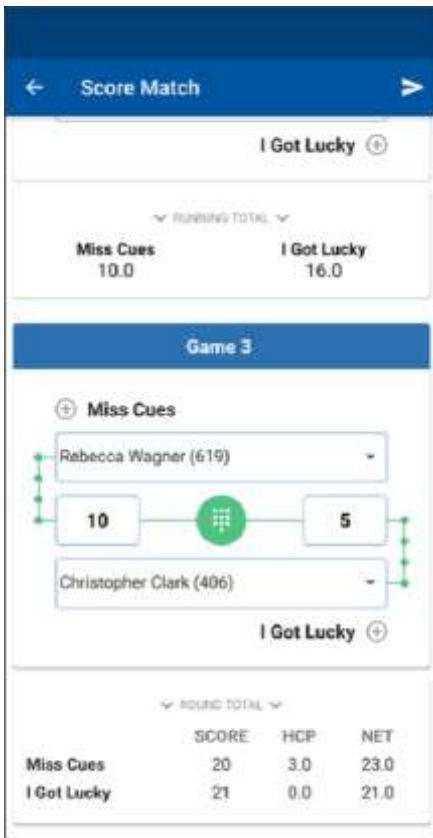 Score Match
I Got Lucky
RUNNING TOTAL
Miss Cues I Got Lucky
10.0 16.0
Game 3
Miss Cues
Rebecca Wagner (619)
10 5
Christopher Clark (406)
I Got Lucky
ROUND TOTAL
SCORE HCP NET
Miss Cues 20 3.0 23.0
I Got Lucky 21 0.0 21.0